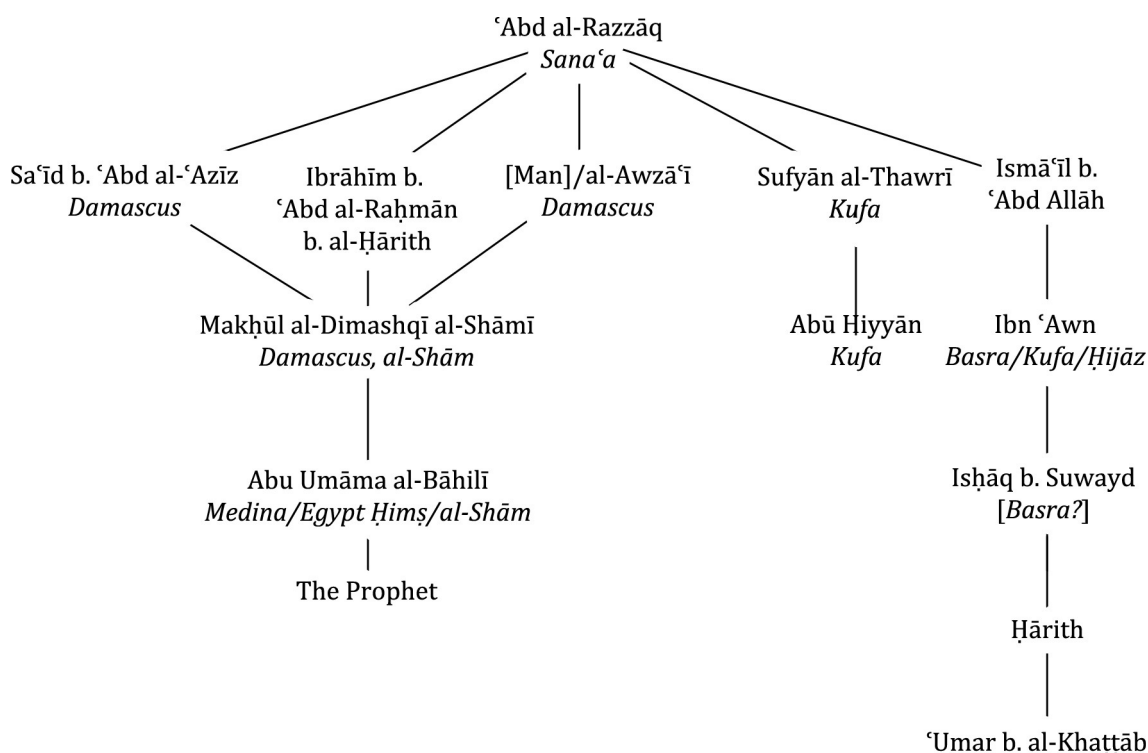 ʿAbd al-Razzāq
Sanaʿa
Saʿīd b. ʿAbd al-ʿAzīz
Damascus
Ibrāhīm b.
ʿAbd al-Raḥmān
b. al-Ḥārith
[Man]/al-Awzāʿī
Damascus
Sufyān al-Thawrī
Kufa
Ismāʿīl b.
ʿAbd Allāh
Makḥūl al-Dimashqī al-Shāmī
Damascus, al-Shām
Abū Ḥiyyān
Kufa
Ibn ʿAwn
Basra/Kufa/Ḥijāz
Abu Umāma al-Bāhilī
Medina/Egypt Ḥimṣ/al-Shām
Isḥāq b. Suwayd
[Basra?]
The Prophet
Ḥārith
ʿUmar b. al-Khaṭṭāb